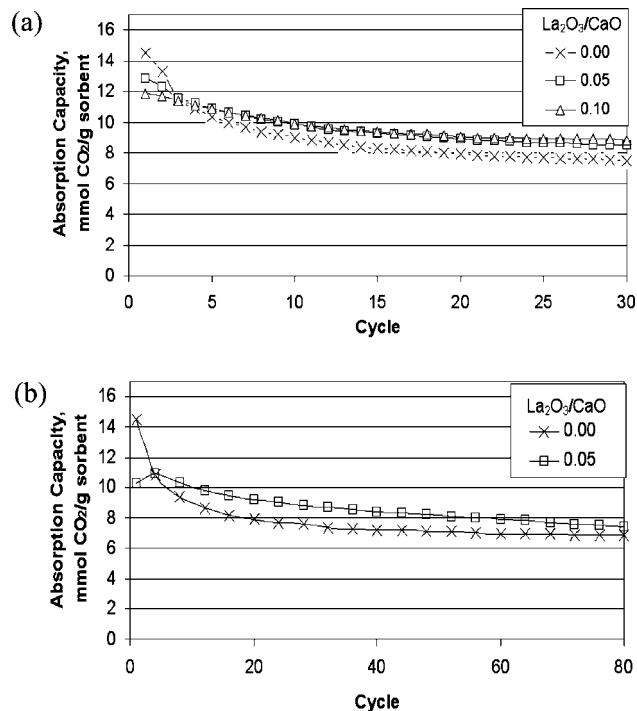 (a)
Absorption Capacity,
mmol CO₂/g sorbent
16
14
12
10
8
6
4
2
0
0 5 10 15 20 25 30
Cycle
La₂O₃/CaO
0.00
0.05
0.10
(b)
Absorption Capacity,
mmol CO₂/g sorbent
16
14
12
10
8
6
4
2
0
0 20 40 60 80
Cycle
La₂O₃/CaO
0.00
0.05